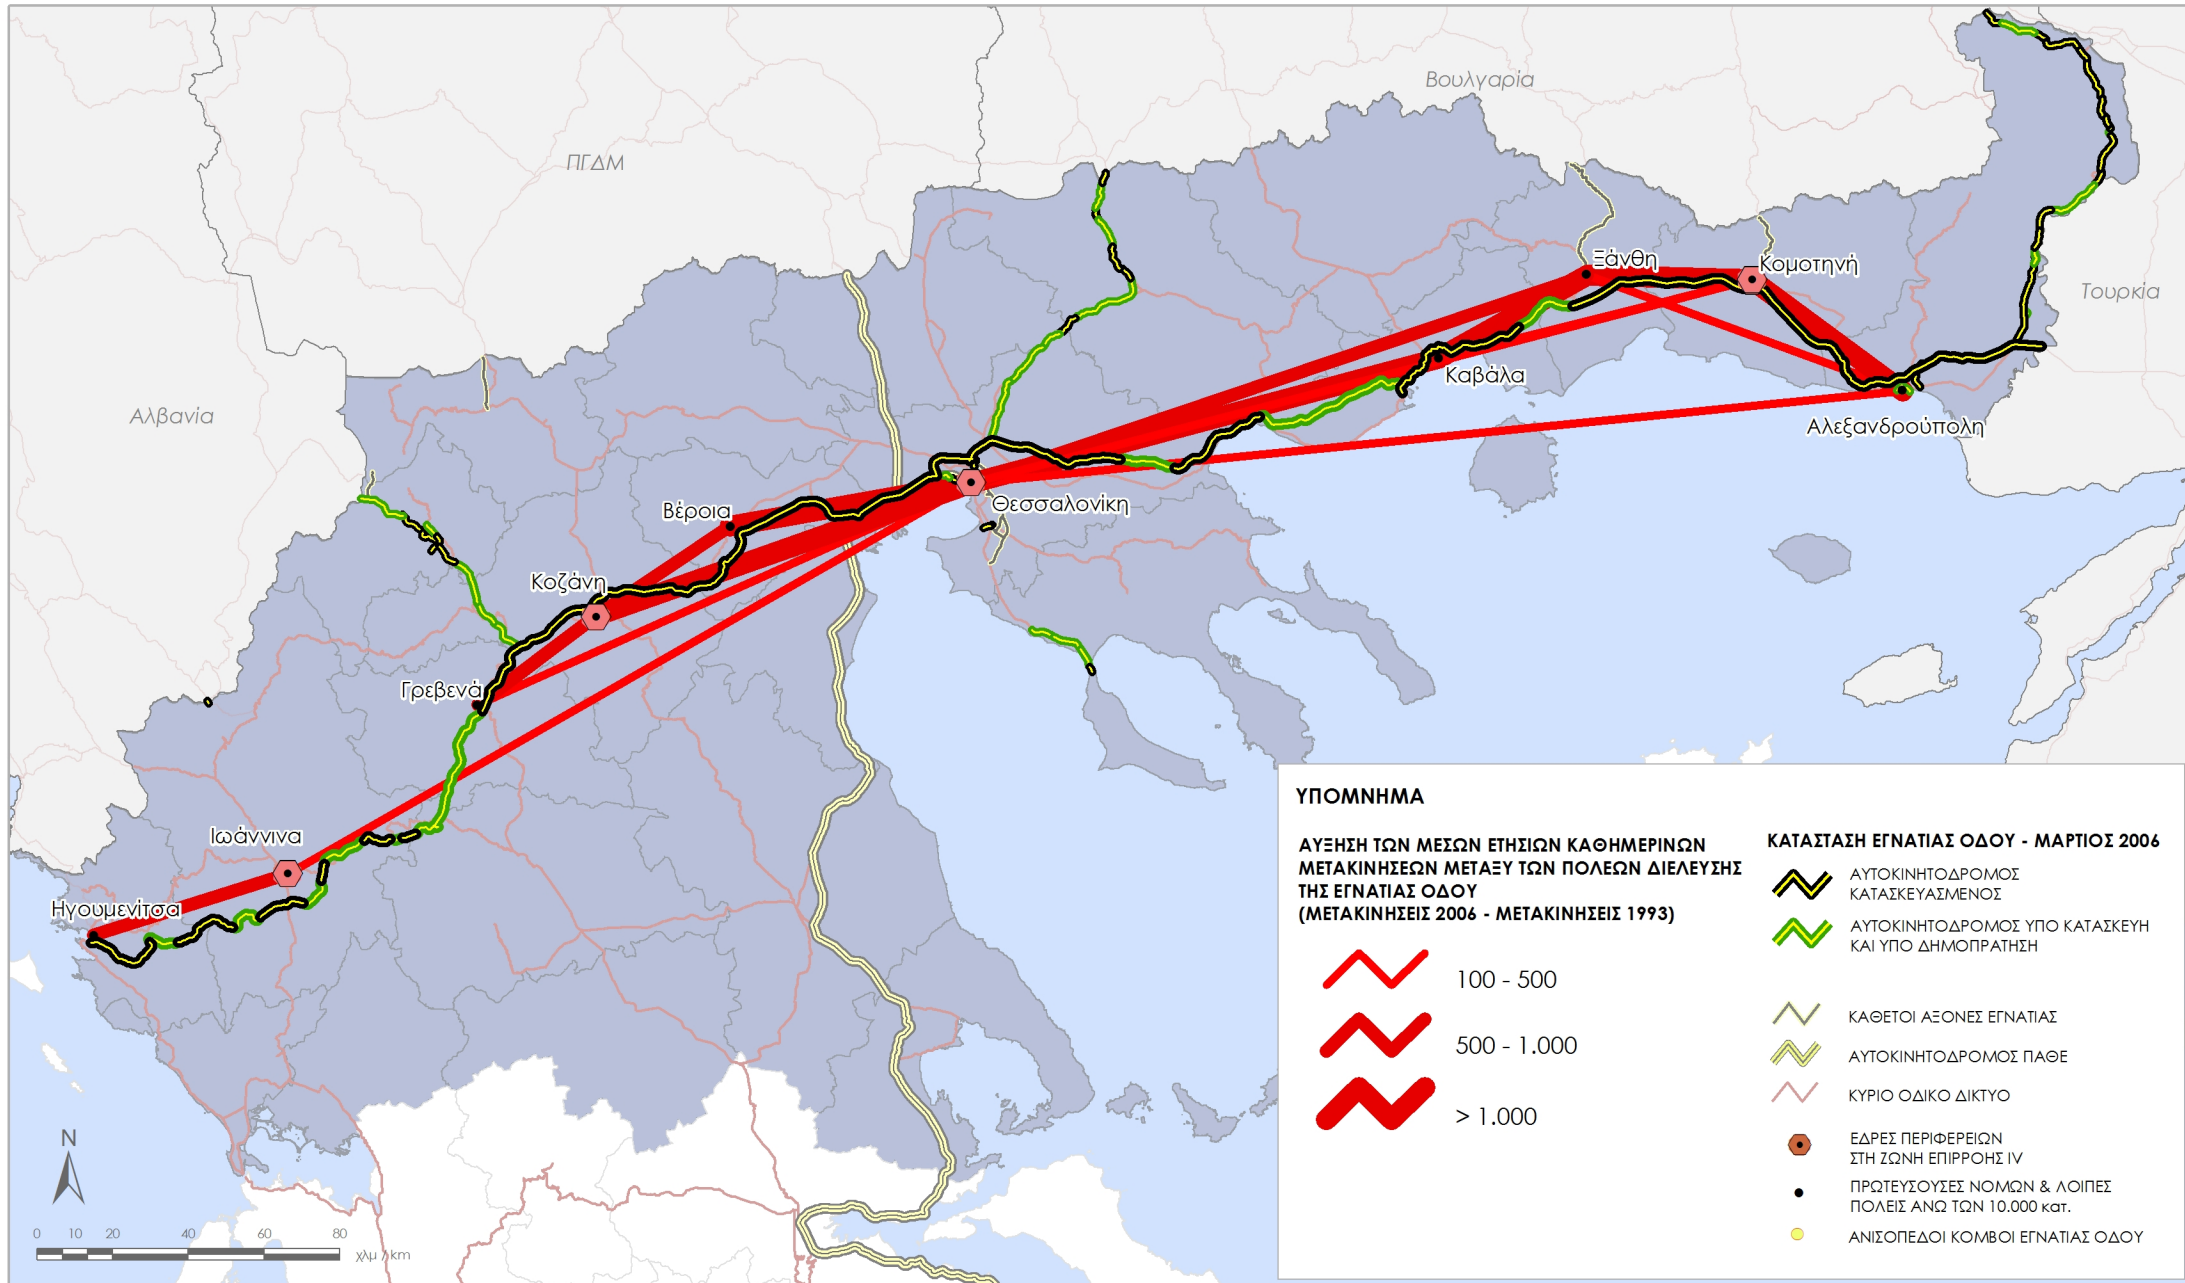 Βουλγαρία
ΠΓΔΜ
Ξάνθη
Κομοτηνή
Τουρκία
Αλβανία
Καβάλα
Αλεξανδρούπολη
Βέροια
Θεσσαλονίκη
Κοζάνη
Γρεβενά
Ιωάννινα
Ηγουμενίτσα
ΥΠΟΜΝΗΜΑ
ΑΥΞΗΣΗ ΤΩΝ ΜΕΣΩΝ ΕΤΗΣΙΩΝ ΚΑΘΗΜΕΡΙΝΩΝ
ΜΕΤΑΚΙΝΗΣΕΩΝ ΜΕΤΑΞΥ ΤΩΝ ΠΟΛΕΩΝ ΔΙΕΛΕΥΣΗΣ
ΤΗΣ ΕΓΝΑΤΙΑΣ ΟΔΟΥ
(ΜΕΤΑΚΙΝΗΣΕΙΣ 2006 - ΜΕΤΑΚΙΝΗΣΕΙΣ 1993)
100 - 500
500 - 1.000
> 1.000
ΚΑΤΑΣΤΑΣΗ ΕΓΝΑΤΙΑΣ ΟΔΟΥ - ΜΑΡΤΙΟΣ 2006
ΑΥΤΟΚΙΝΗΤΟΔΡΟΜΟΣ
ΚΑΤΑΣΚΕΥΑΣΜΕΝΟΣ
ΑΥΤΟΚΙΝΗΤΟΔΡΟΜΟΣ ΥΠΟ ΚΑΤΑΣΚΕΥΗ
ΚΑΙ ΥΠΟ ΔΗΜΟΠΡΑΤΗΣΗ
ΚΑΘΕΤΟΙ ΑΞΟΝΕΣ ΕΓΝΑΤΙΑΣ
ΑΥΤΟΚΙΝΗΤΟΔΡΟΜΟΣ ΠΑΘΕ
ΚΥΡΙΟ ΟΔΙΚΟ ΔΙΚΤΥΟ
ΕΔΡΕΣ ΠΕΡΙΦΕΡΕΙΩΝ
ΣΤΗ ΖΩΝΗ ΕΠΙΡΡΟΗΣ IV
ΠΡΩΤΕΥΣΟΥΣΕΣ ΝΟΜΩΝ & ΛΟΙΠΕΣ
ΠΟΛΕΙΣ ΑΝΩ ΤΩΝ 10.000 κατ.
ΑΝΙΣΟΠΕΔΟΙ ΚΟΜΒΟΙ ΕΓΝΑΤΙΑΣ ΟΔΟΥ
N
0 10 20 40 60 80
χλμ / km